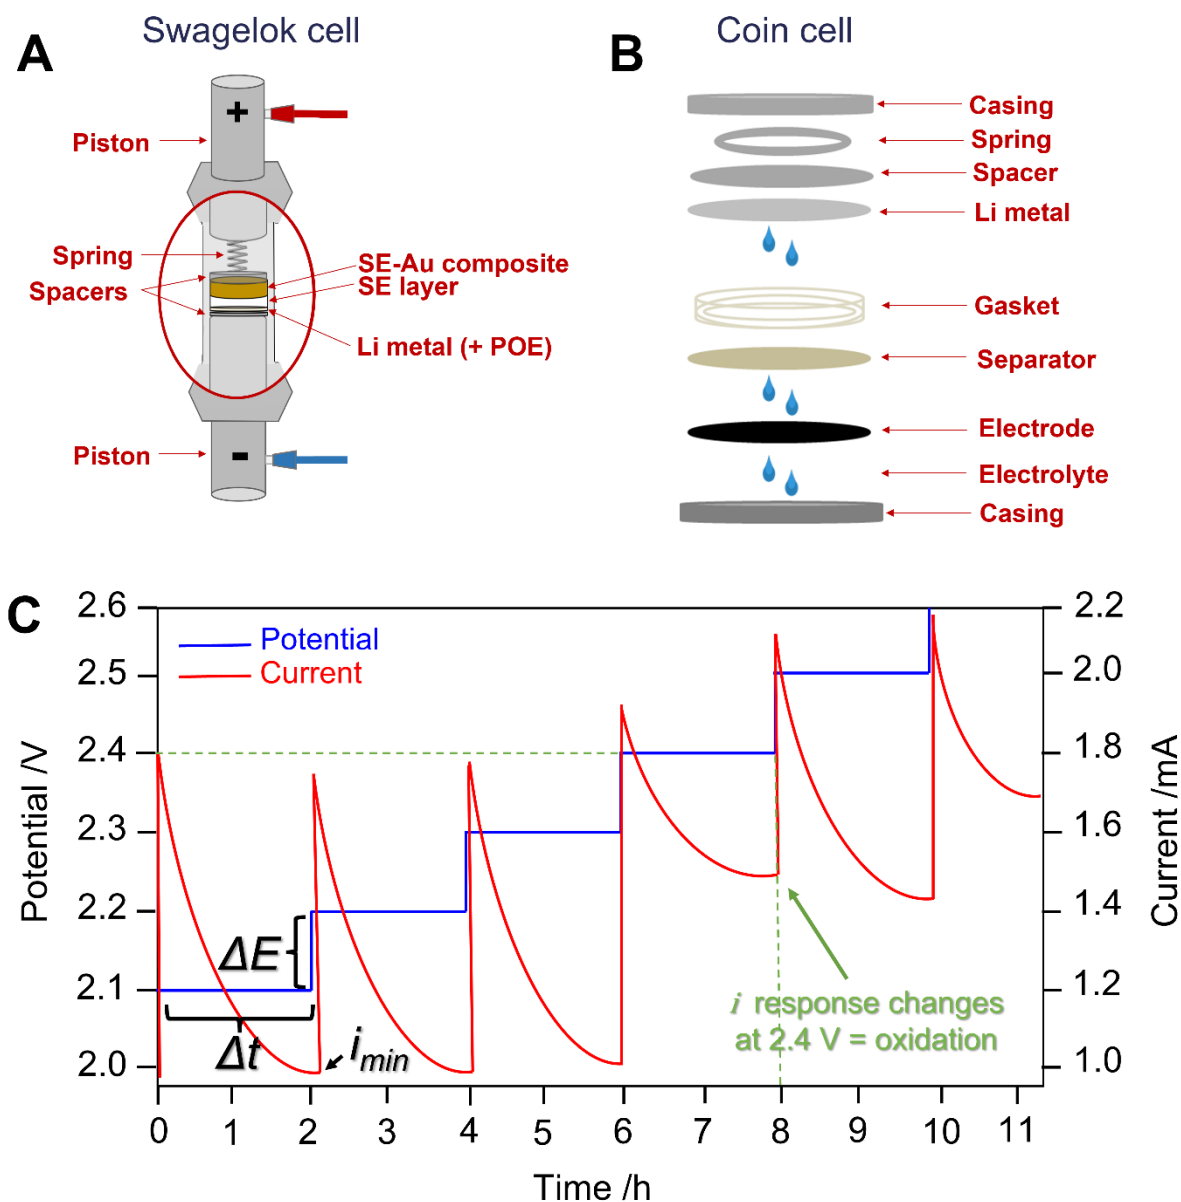 A
Swagelok cell
+
Piston
Spring
Spacers
SE-Au composite
SE layer
Li metal (+ POE)
Piston
-
B
Coin cell
Casing
Spring
Spacer
Li metal
Gasket
Separator
Electrode
Electrolyte
Casing
C
Potential
Current
Potential /V
2.6
2.5
2.4
2.3
2.2
2.1
2.0
Current /mA
2.2
2.0
1.8
1.6
1.4
1.2
1.0
ΔE
Δt
imin
i response changes
at 2.4 V = oxidation
0 1 2 3 4 5 6 7 8 9 10 11
Time /h